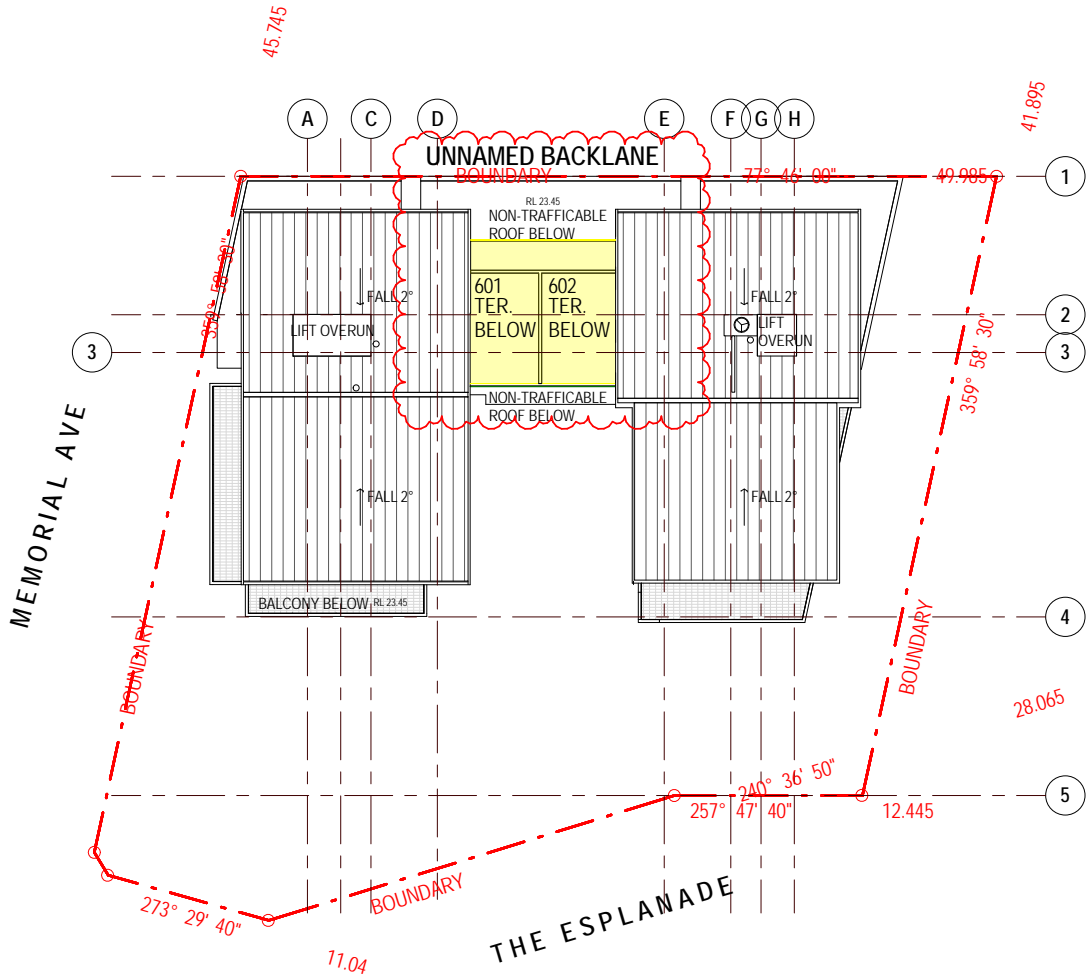 45.745
41.895
A
C
D
E
F
G
H
UNNAMED BACKLANE
BOUNDARY
77° 46' 00"
49.985
1
RL 23.45
NON-TRAFFICABLE
ROOF BELOW
359° 58' 30"
601
TER.
BELOW
602
TER.
BELOW
FALL 2°
FALL 2°
LIFT OVERUN
LIFT
OVERUN
2
3
3
359° 58' 30"
NON-TRAFFICABLE
ROOF BELOW
MEMORIAL AVE
FALL 2°
FALL 2°
BALCONY BELOW RL 23.45
4
BOUNDARY
BOUNDARY
28.065
240° 36' 50"
257° 47' 40"
12.445
5
BOUNDARY
273° 29' 40"
11.04
THE ESPLANADE